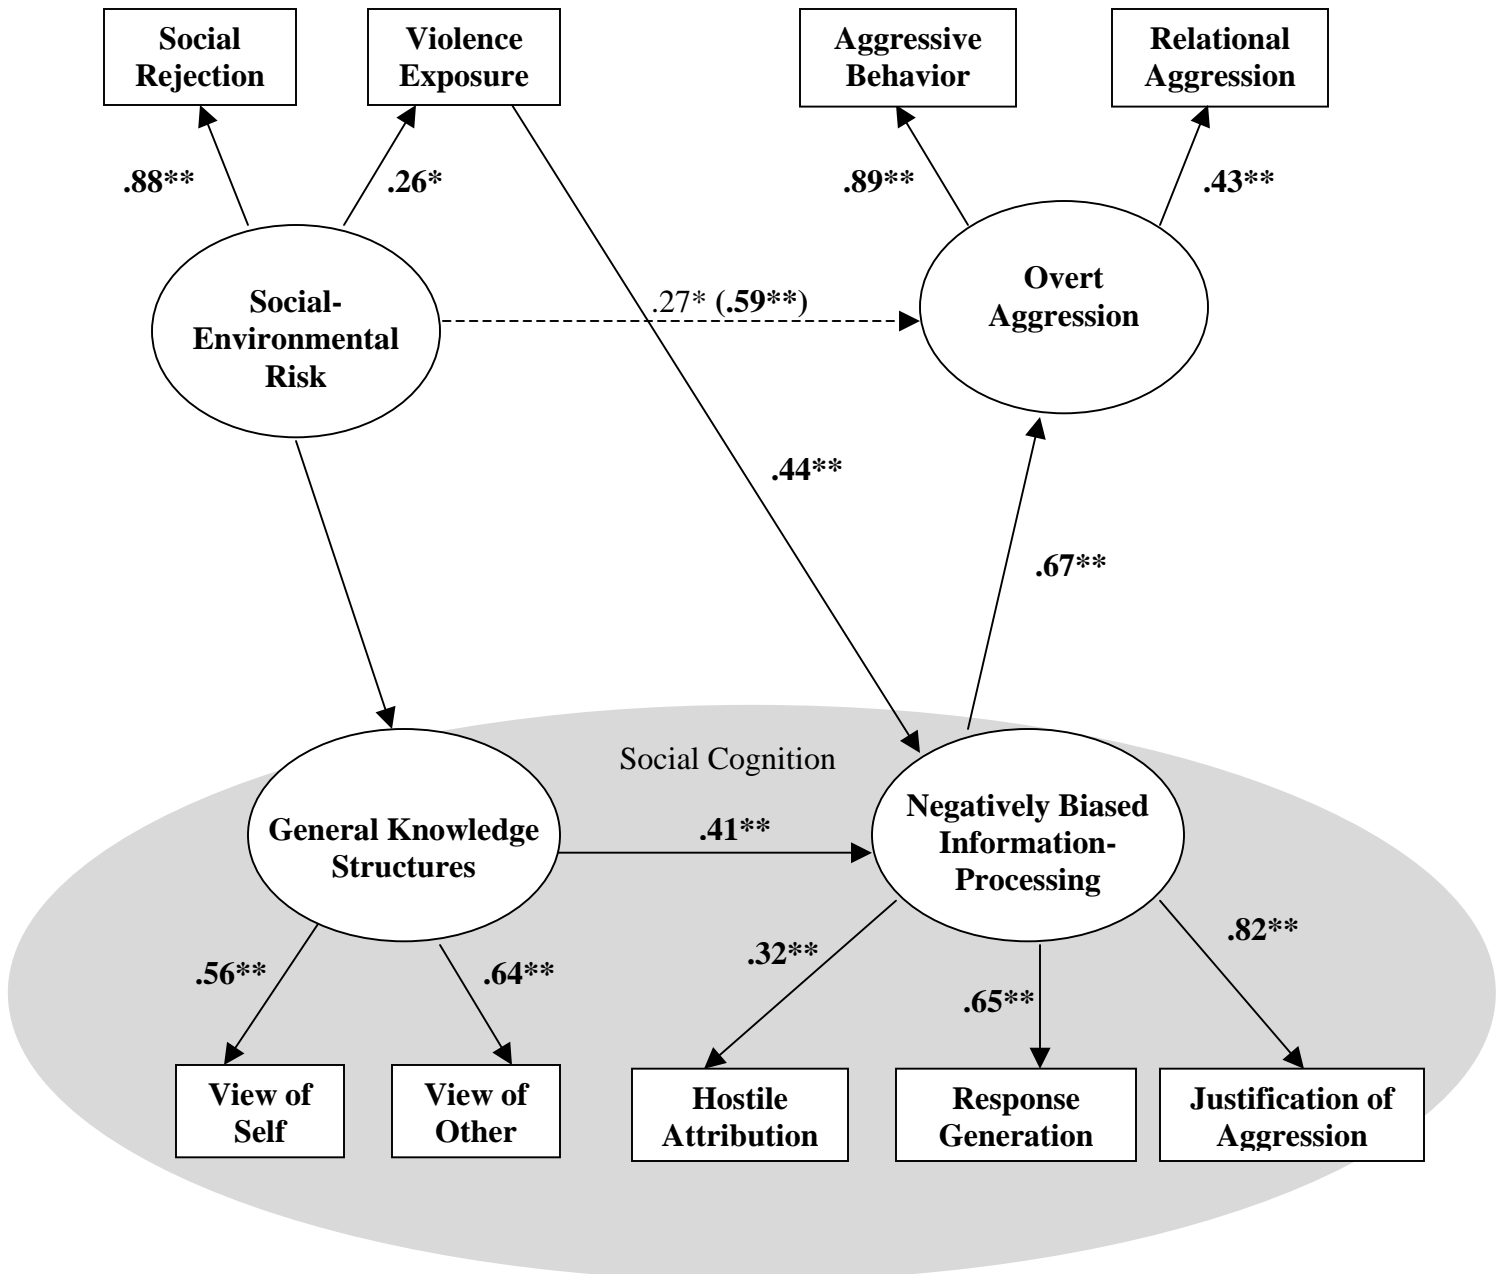 Social
Rejection
Violence
Exposure
Aggressive
Behavior
Relational
Aggression
.88**
.26*
.89**
.43**
Social-
Environmental
Risk
.27* (.59**)
Overt
Aggression
.44**
.67**
Social Cognition
General Knowledge
Structures
.41**
Negatively Biased
Information-
Processing
.56**
.64**
.32**
.65**
.82**
View of
Self
View of
Other
Hostile
Attribution
Response
Generation
Justification of
Aggression